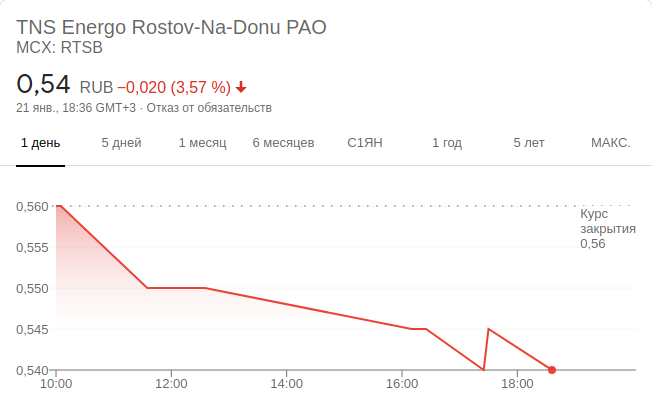 TNS Energo Rostov-Na-Donu PAO
MCX: RTSB
0,54 RUB −0,020 (3,57 %)
21 янв., 18:36 GMT+3 · Отказ от обязательств
1 день 5 дней 1 месяц 6 месяцев С1ЯН 1 год 5 лет МАКС.
0,560
Курс
закрытия
0,56
0,555
0,550
0,545
0,540
10:00 12:00 14:00 16:00 18:00